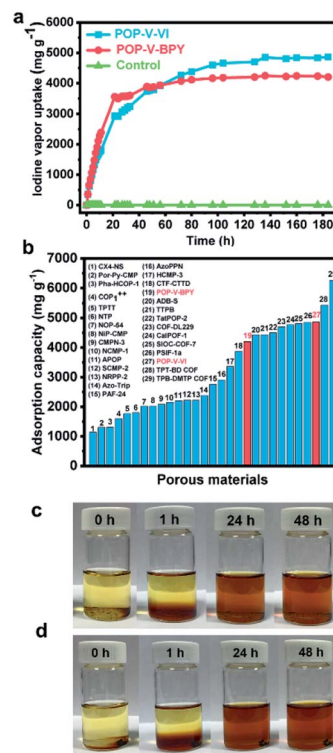 a
POP-V-VI
POP-V-BPY
Control
Iodine vapor uptake (mg g⁻¹)
6000
5000
4000
3000
2000
1000
0
0 30 60 90 120 150 180
Time (h)
b
Adsorption capacity (mg g⁻¹)
7000
6000
5000
4000
3000
2000
1000
0
(1) CX4-NS
(2) Por-Py-CMP
(3) Pha-HCOP-1
(4) COP₁⁺⁺
(5) TPTT
(6) NTP
(7) NOP-54
(8) NiP-CMP
(9) CMPN-3
(10) NCMP-1
(11) APOP
(12) SCMP-2
(13) NRPP-2
(14) Azo-Trip
(15) PAF-24
(16) AzoPPN
(17) HCMP-3
(18) CTF-CTTD
(19) POP-V-BPY
(20) ADB-S
(21) TTPB
(22) TatPOP-2
(23) COF-DL229
(24) CalPOF-1
(25) SIOC-COF-7
(26) PSIF-1a
(27) POP-V-VI
(28) TPT-BD COF
(29) TPB-DMTP COF
1 2 3 4 5 6 7 8 9 10 11 12 13 14 15 16 17 18 19 20 21 22 23 24 25 26 27 28
Porous materials
c
0 h 1 h 24 h 48 h
d
0 h 1 h 24 h 48 h